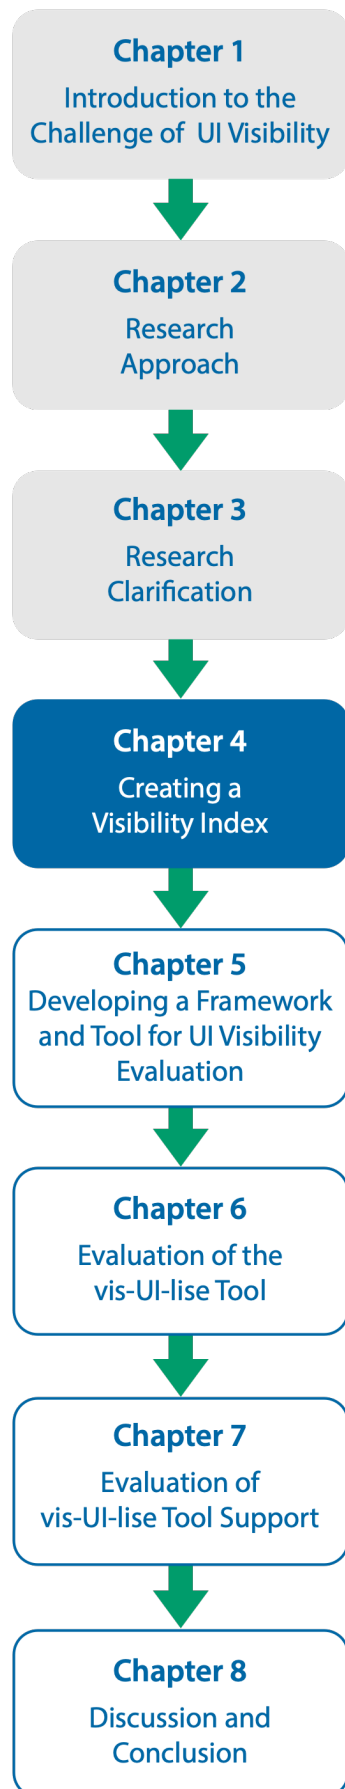 Chapter 1
Introduction to the
Challenge of UI Visibility
Chapter 2
Research
Approach
Chapter 3
Research
Clarification
Chapter 4
Creating a
Visibility Index
Chapter 5
Developing a Framework
and Tool for UI Visibility
Evaluation
Chapter 6
Evaluation of the
vis-UI-lise Tool
Chapter 7
Evaluation of
vis-UI-lise Tool Support
Chapter 8
Discussion and
Conclusion